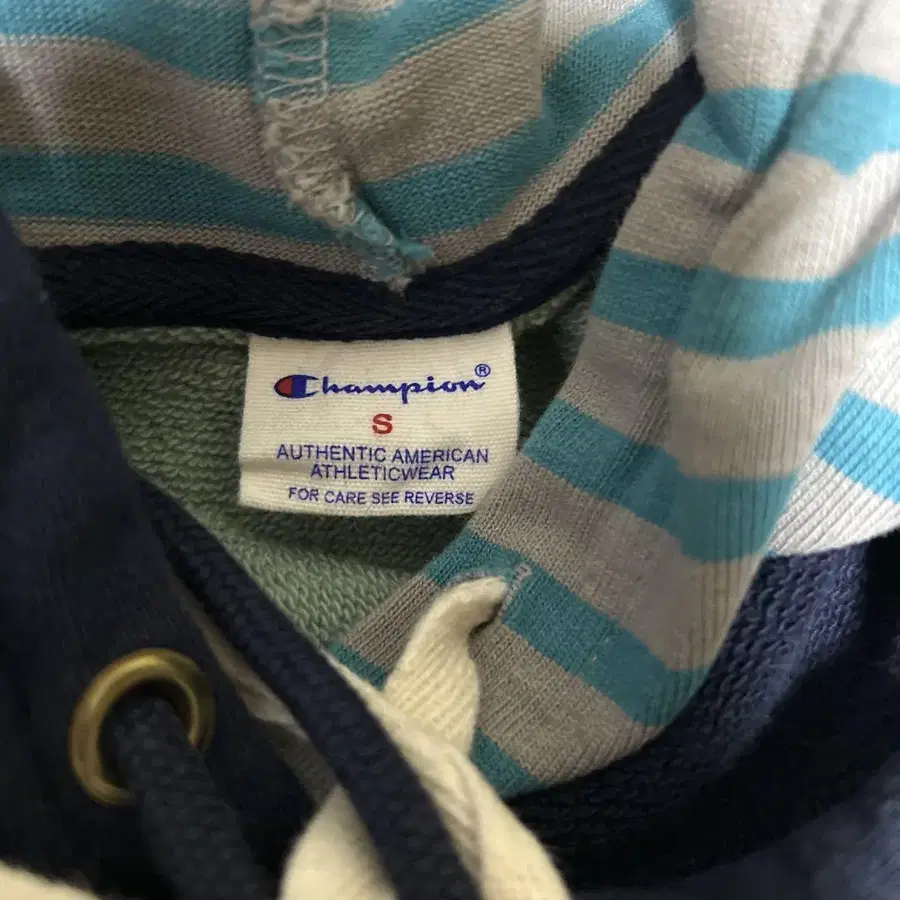 Champion®
S
AUTHENTIC AMERICAN
ATHLETICWEAR
FOR CARE SEE REVERSE